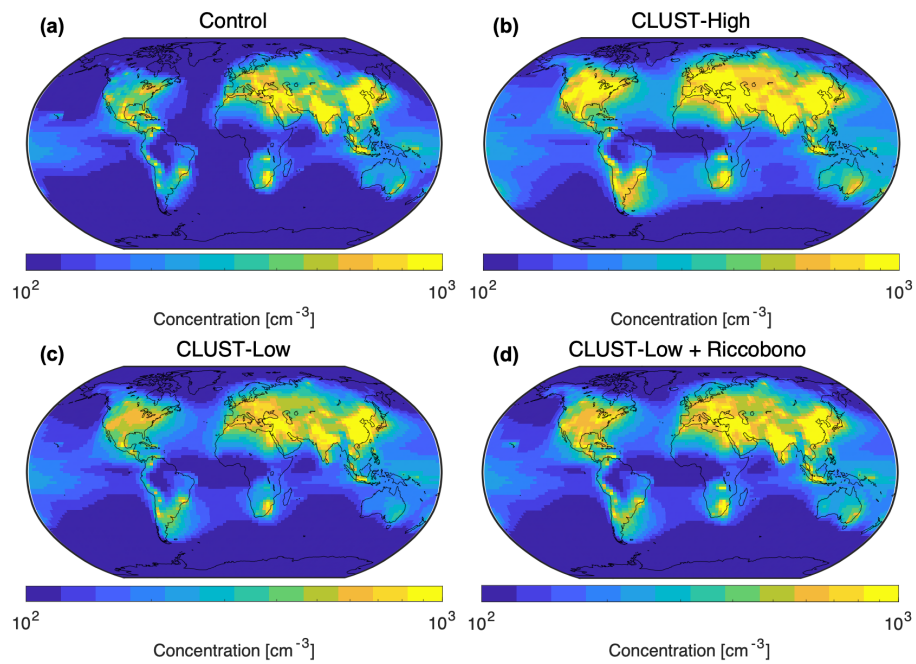 (a) Control
(b) CLUST-High
10² 10³
Concentration [cm⁻³]
10² 10³
Concentration [cm⁻³]
(c) CLUST-Low
(d) CLUST-Low + Riccobono
10² 10³
Concentration [cm⁻³]
10² 10³
Concentration [cm⁻³]